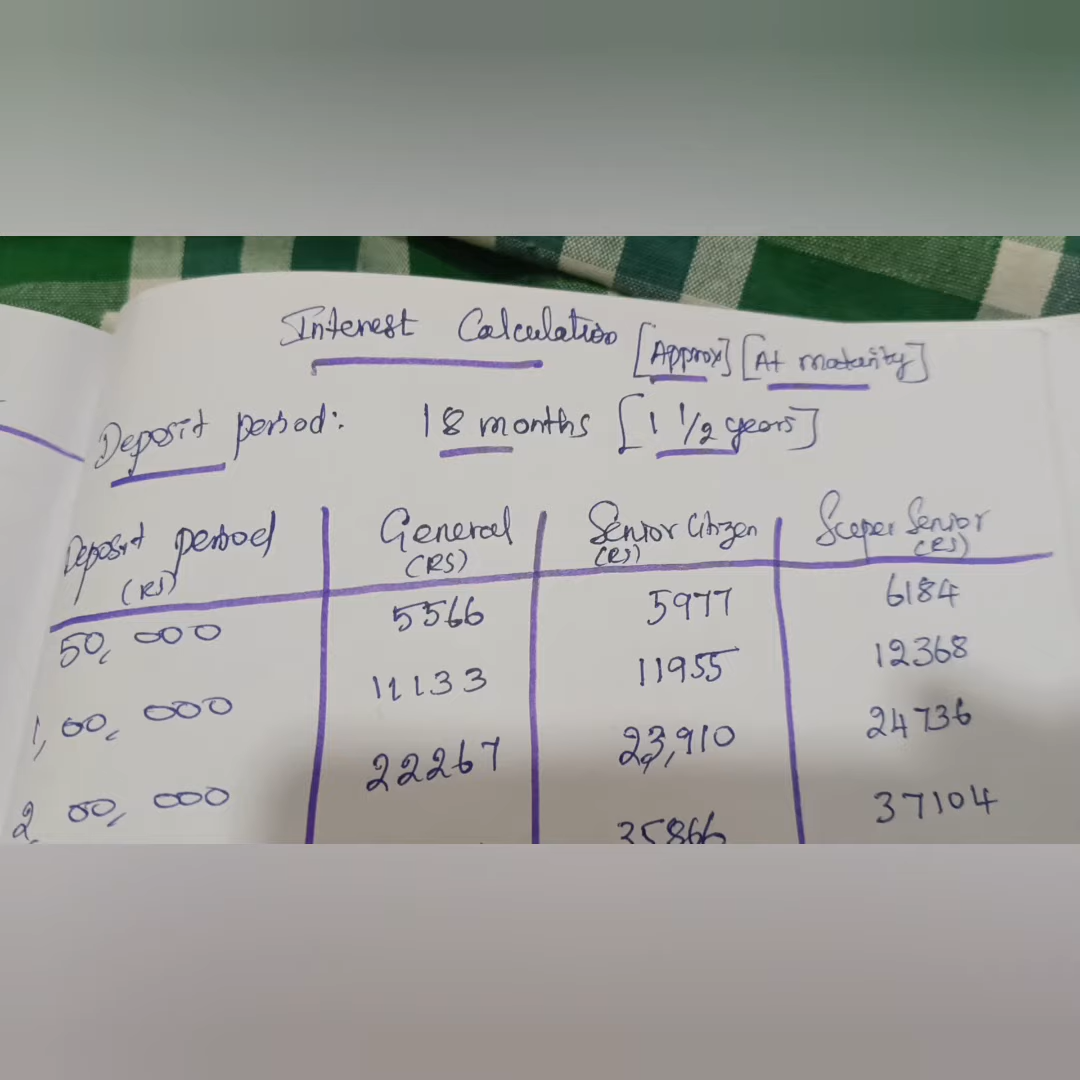 Interest Calculation [Approx] [At maturity]
Deposit period: 18 months [1 1/2 years]
Deposit period (RS) General (RS) Senior Citizen (RS) Super Senior (RS)
50,000 5566 5977 6184
1,00,000 11133 11955 12368
2,00,000 22267 23,910 24736
35866 37104